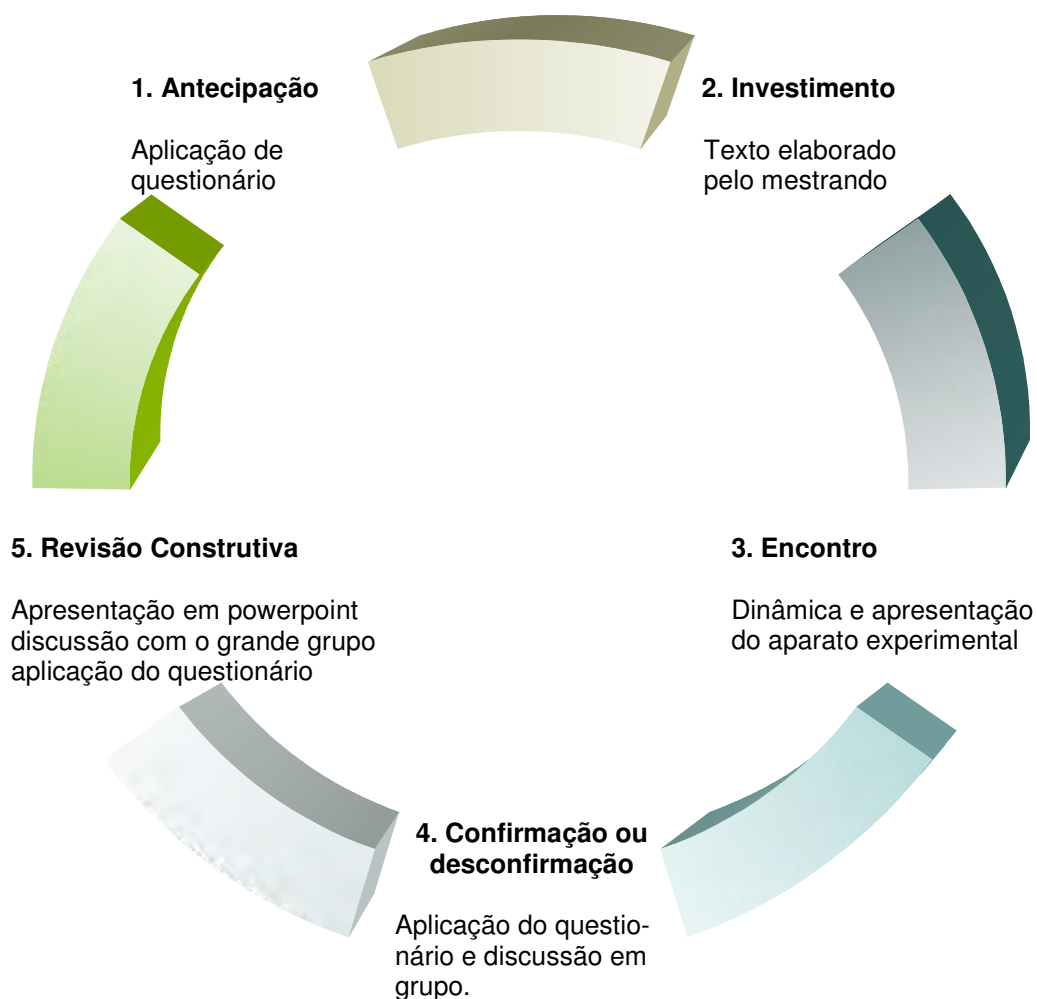 1. Antecipação
Aplicação de
questionário
2. Investimento
Texto elaborado
pelo mestrando
3. Encontro
Dinâmica e apresentação
do aparato experimental
4. Confirmação ou
desconfirmação
Aplicação do questio-
nário e discussão em
grupo.
5. Revisão Construtiva
Apresentação em powerpoint
discussão com o grande grupo
aplicação do questionário